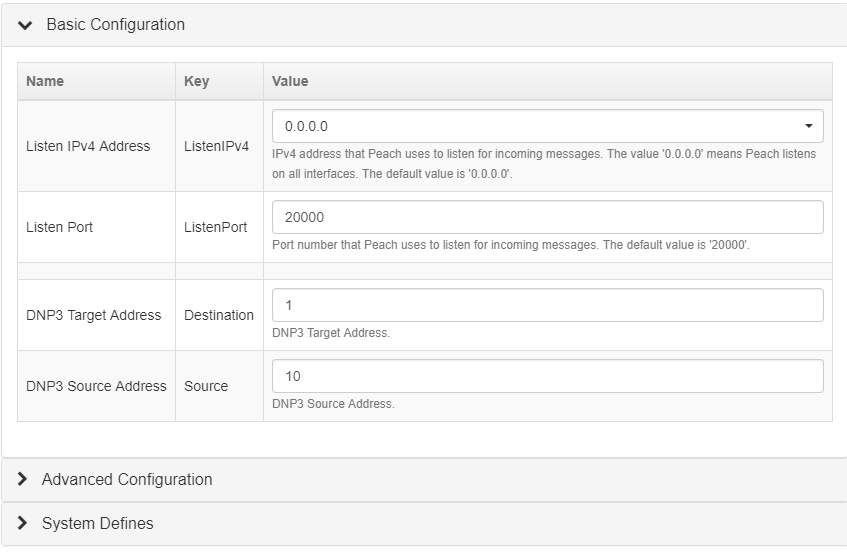 Basic Configuration
Name Key Value
Listen IPv4 Address ListenIPv4 0.0.0.0
IPv4 address that Peach uses to listen for incoming messages. The value '0.0.0.0' means Peach listens
on all interfaces. The default value is '0.0.0.0'.
Listen Port ListenPort 20000
Port number that Peach uses to listen for incoming messages. The default value is '20000'.
DNP3 Target Address Destination 1
DNP3 Target Address.
DNP3 Source Address Source 10
DNP3 Source Address.
Advanced Configuration
System Defines